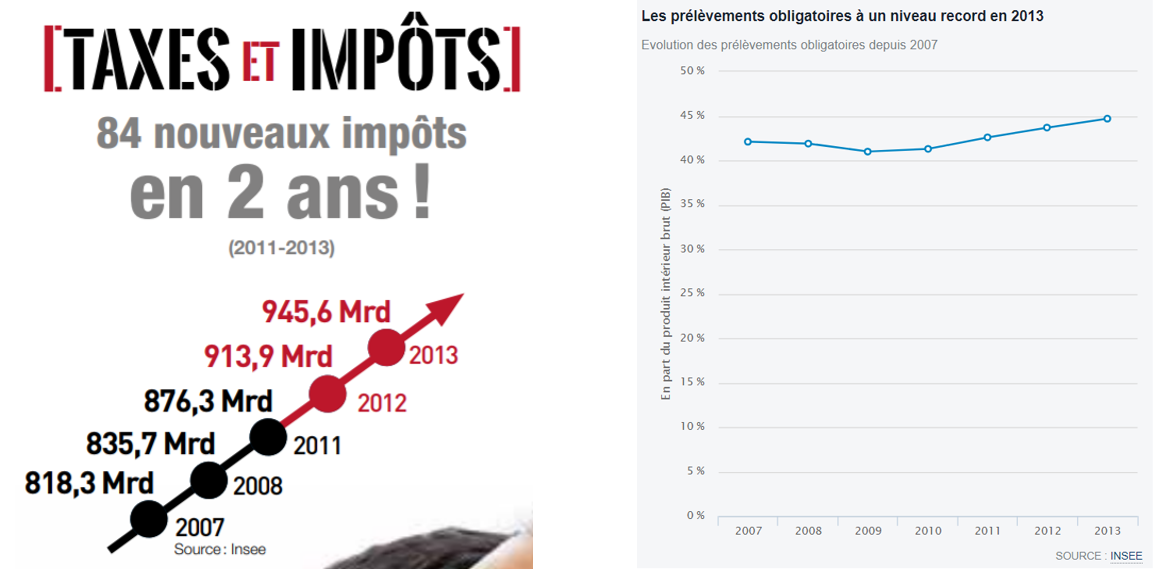 [TAXES ET IMPÔTS]
84 nouveaux impôts
en 2 ans !
(2011-2013)
945,6 Mrd
2013
913,9 Mrd
2012
876,3 Mrd
2011
835,7 Mrd
2008
818,3 Mrd
2007
Source : Insee
Les prélèvements obligatoires à un niveau record en 2013
Evolution des prélèvements obligatoires depuis 2007
En part du produit intérieur brut (PIB)
50 %
45 %
40 %
35 %
30 %
25 %
20 %
15 %
10 %
5 %
0 %
2007 2008 2009 2010 2011 2012 2013
SOURCE : INSEE